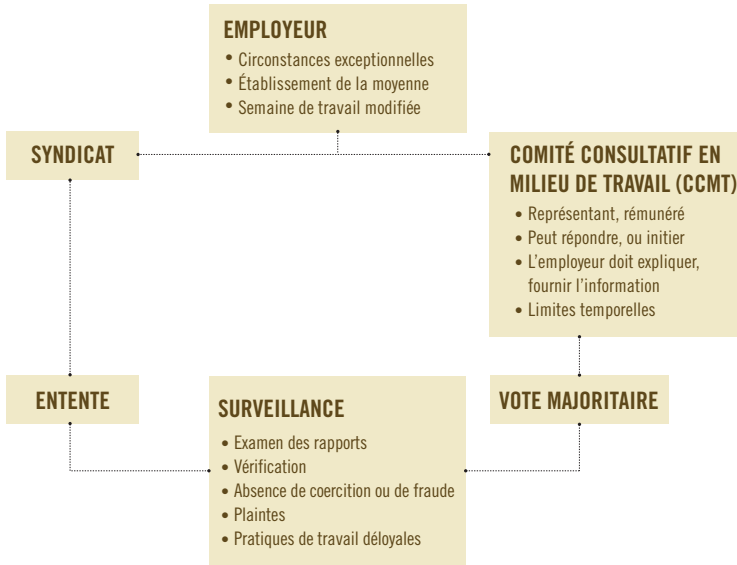 EMPLOYEUR
• Circonstances exceptionnelles
• Établissement de la moyenne
• Semaine de travail modifiée
SYNDICAT
COMITÉ CONSULTATIF EN
MILIEU DE TRAVAIL (CCMT)
• Représentant, rémunéré
• Peut répondre, ou initier
• L'employeur doit expliquer,
fournir l'information
• Limites temporelles
ENTENTE
SURVEILLANCE
• Examen des rapports
• Vérification
• Absence de coercition ou de fraude
• Plaintes
• Pratiques de travail déloyales
VOTE MAJORITAIRE